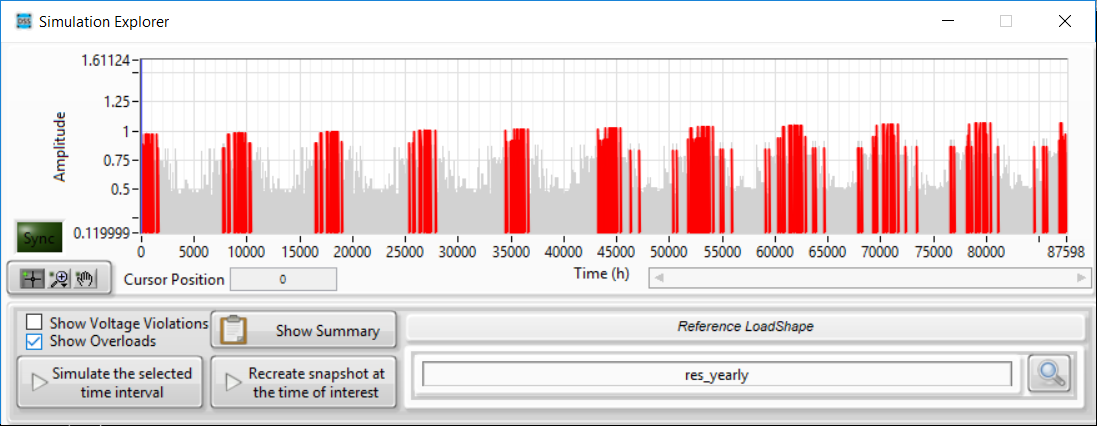 DSS Simulation Explorer
1.61124
1.25
1
0.75
0.5
0.119999
Amplitude
0 5000 10000 15000 20000 25000 30000 35000 40000 45000 50000 55000 60000 65000 70000 75000 80000 87598
Time (h)
Sync
Cursor Position 0
Show Voltage Violations
Show Overloads
Show Summary
Simulate the selected
time interval
Recreate snapshot at
the time of interest
Reference LoadShape
res_yearly